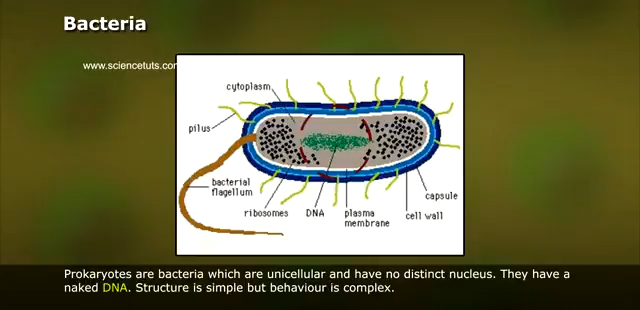 Bacteria
www.sciencetuts.com
cytoplasm
pilus
bacterial
flagellum
ribosomes
DNA
plasma
membrane
cell wall
capsule
Prokaryotes are bacteria which are unicellular and have no distinct nucleus. They have a
naked DNA. Structure is simple but behaviour is complex.